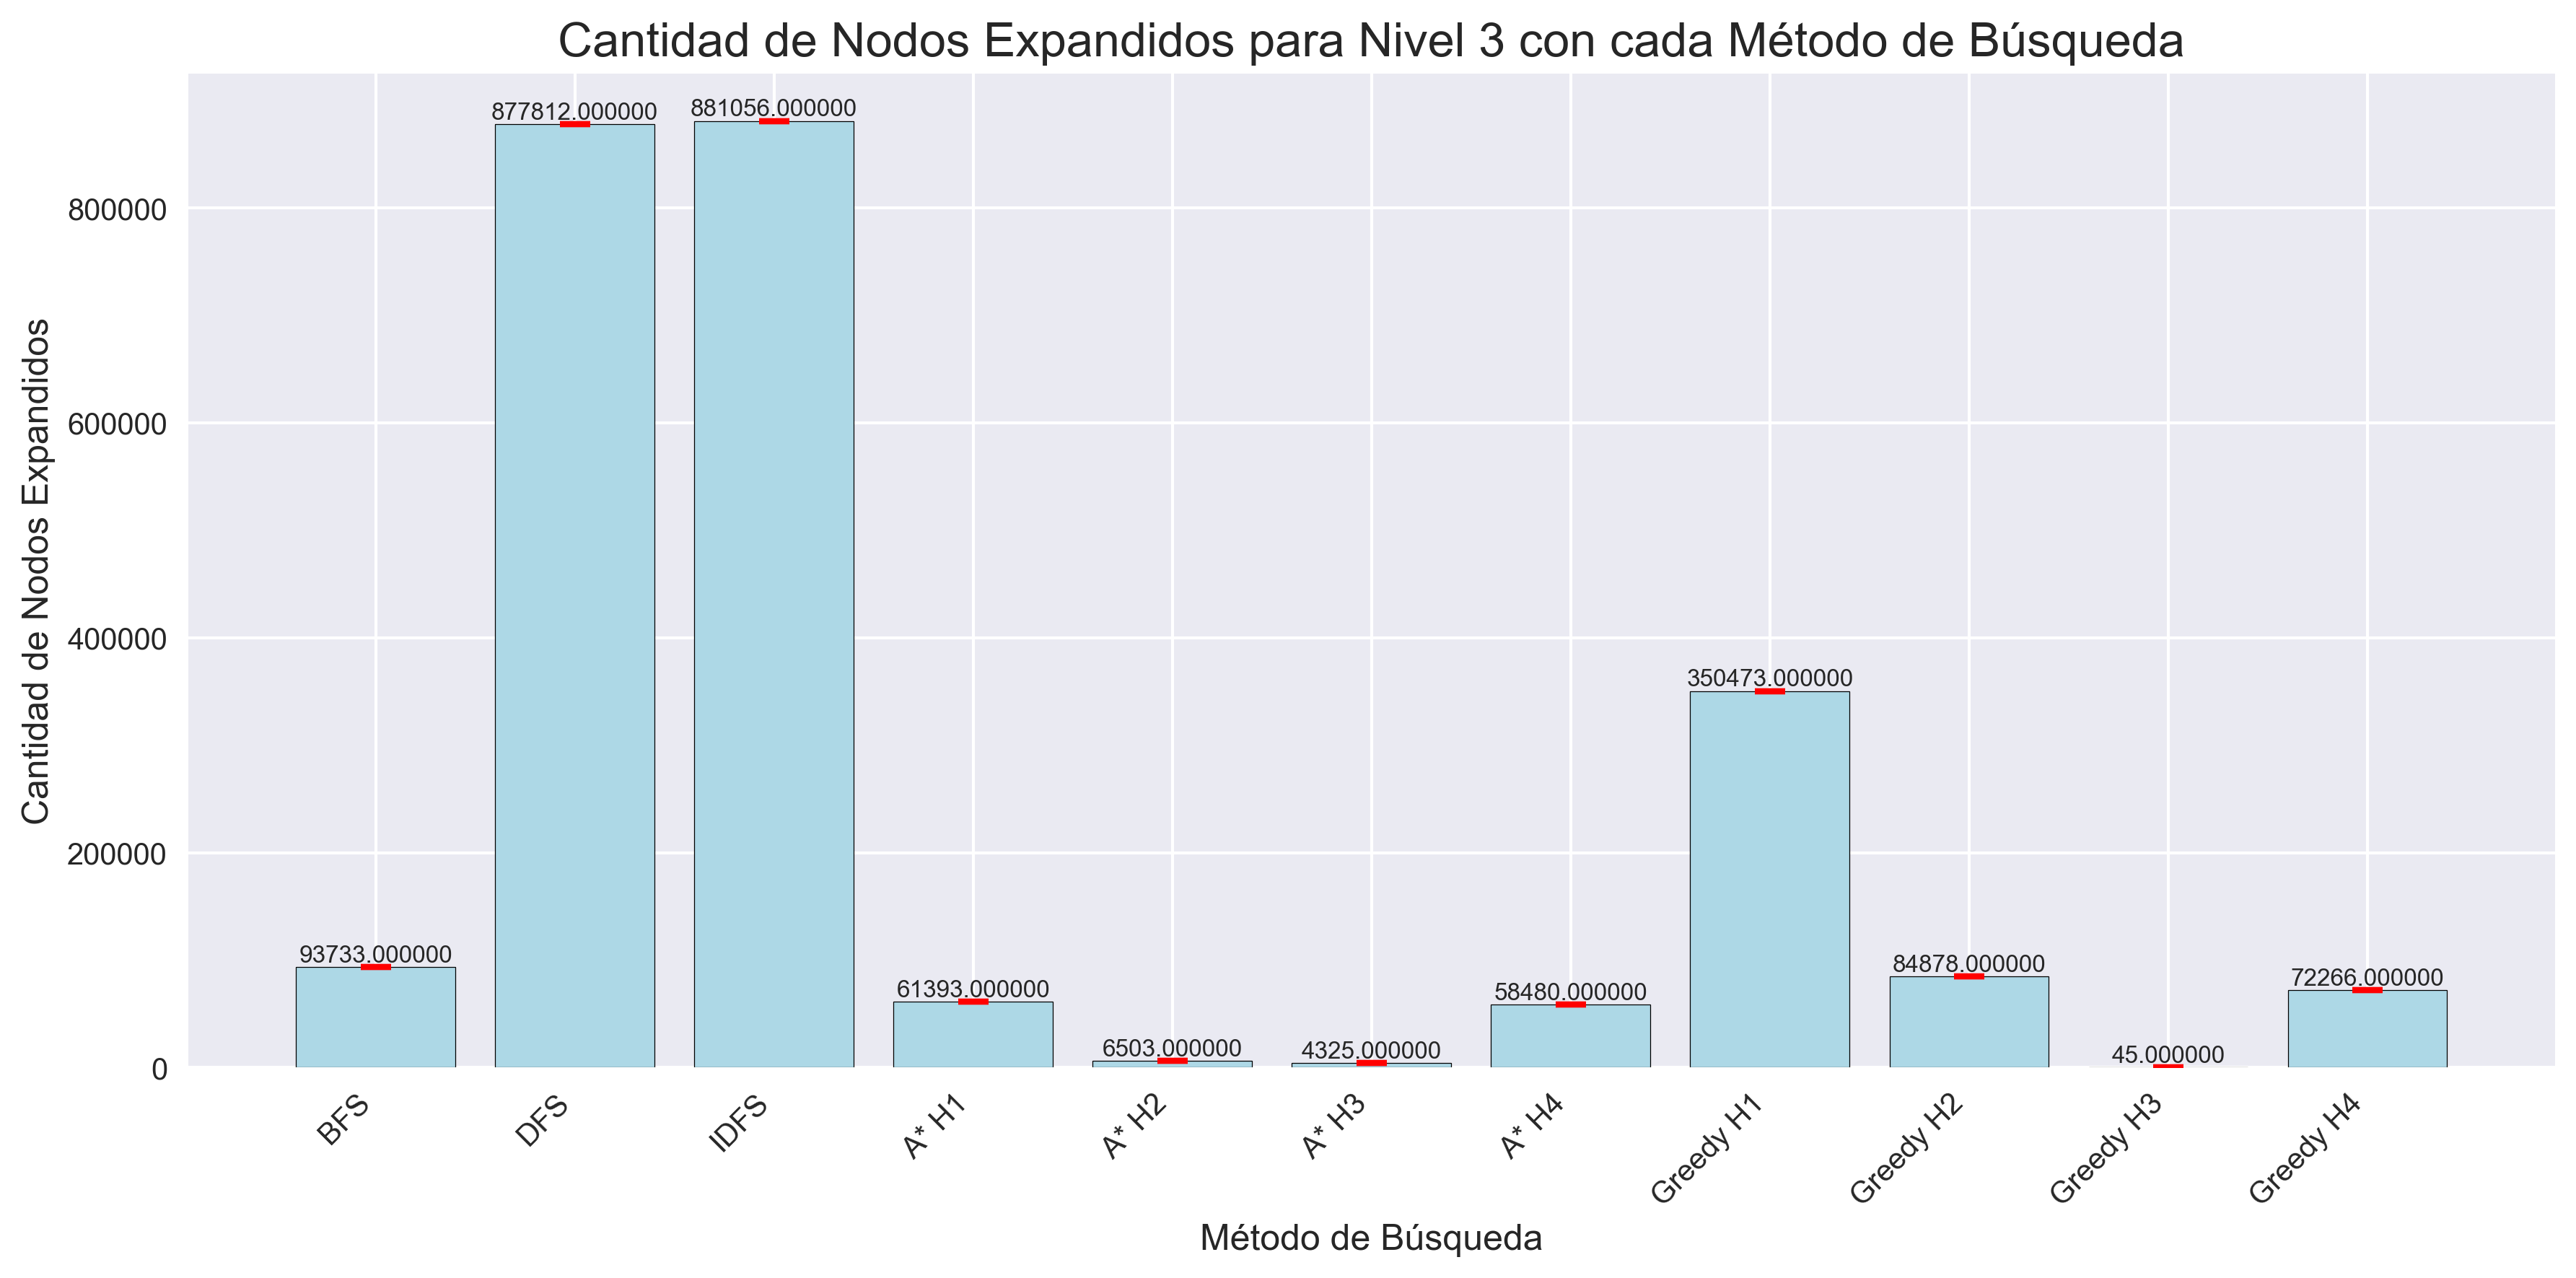 Cantidad de Nodos Expandidos para Nivel 3 con cada Método de Búsqueda
Cantidad de Nodos Expandidos
800000
600000
400000
200000
0
93733.000000
877812.000000
881056.000000
61393.000000
6503.000000
4325.000000
58480.000000
350473.000000
84878.000000
45.000000
72266.000000
BFS
DFS
IDFS
A* H1
A* H2
A* H3
A* H4
Greedy H1
Greedy H2
Greedy H3
Greedy H4
Método de Búsqueda